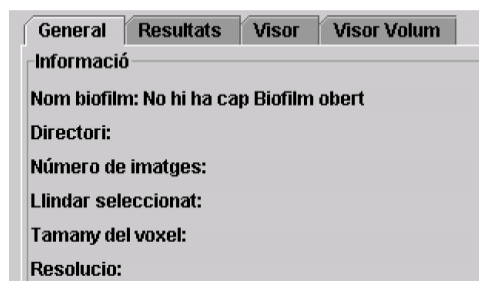 General Resultats Visor Visor Volum
Informació
Nom biofilm: No hi ha cap Biofilm obert
Directori:
Número de imatges:
Llindar seleccionat:
Tamany del voxel:
Resolucio: